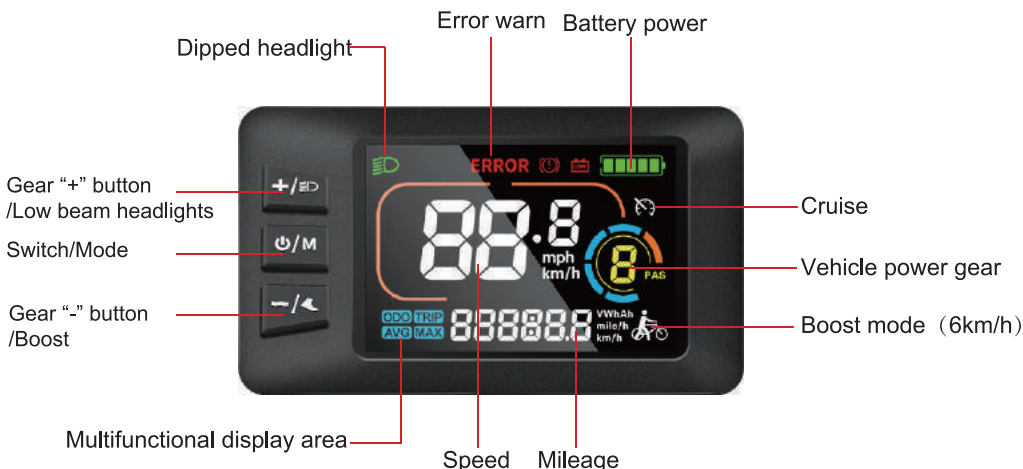 Error warn
Battery power
Dipped headlight
Gear “+” button
/Low beam headlights
Switch/Mode
Gear “-” button
/Boost
+/
/M
-/
ERROR
88.8
mph
km/h
8
PAS
ODO TRIP
AVG MAX
88888.8
VWhAh
mile/h
km/h
Cruise
Vehicle power gear
Boost mode（6km/h）
Multifunctional display area
Speed
Mileage